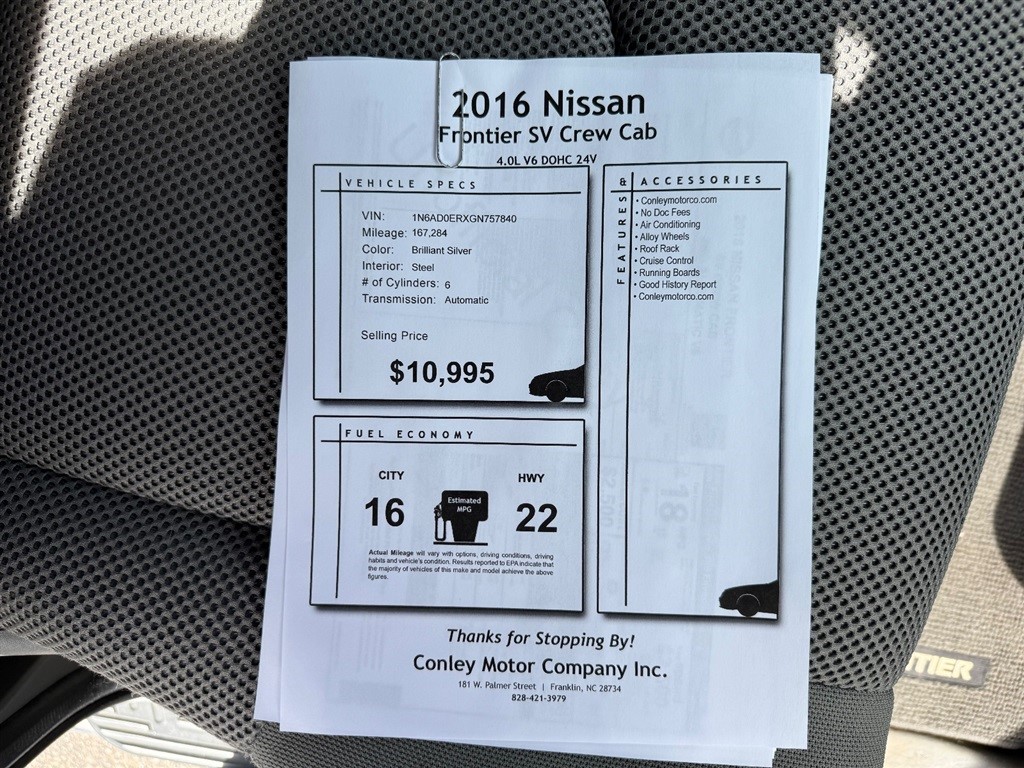 2016 Nissan
Frontier SV Crew Cab
4.0L V6 DOHC 24V
VEHICLE SPECS
VIN: 1N6AD0ERXGN757840
Mileage: 167,284
Color: Brilliant Silver
Interior: Steel
# of Cylinders: 6
Transmission: Automatic
Selling Price
$10,995
FEATURES & ACCESSORIES
• Conleymotorco.com
• No Doc Fees
• Air Conditioning
• Alloy Wheels
• Roof Rack
• Cruise Control
• Running Boards
• Good History Report
• Conleymotorco.com
FUEL ECONOMY
CITY
16
Estimated
MPG
HWY
22
Actual Mileage will vary with options, driving conditions, driving
habits and vehicle's condition. Results reported to EPA indicate that
the majority of vehicles of this make and model achieve the above
figures.
Thanks for Stopping By!
Conley Motor Company Inc.
181 W. Palmer Street | Franklin, NC 28734
828-421-3979